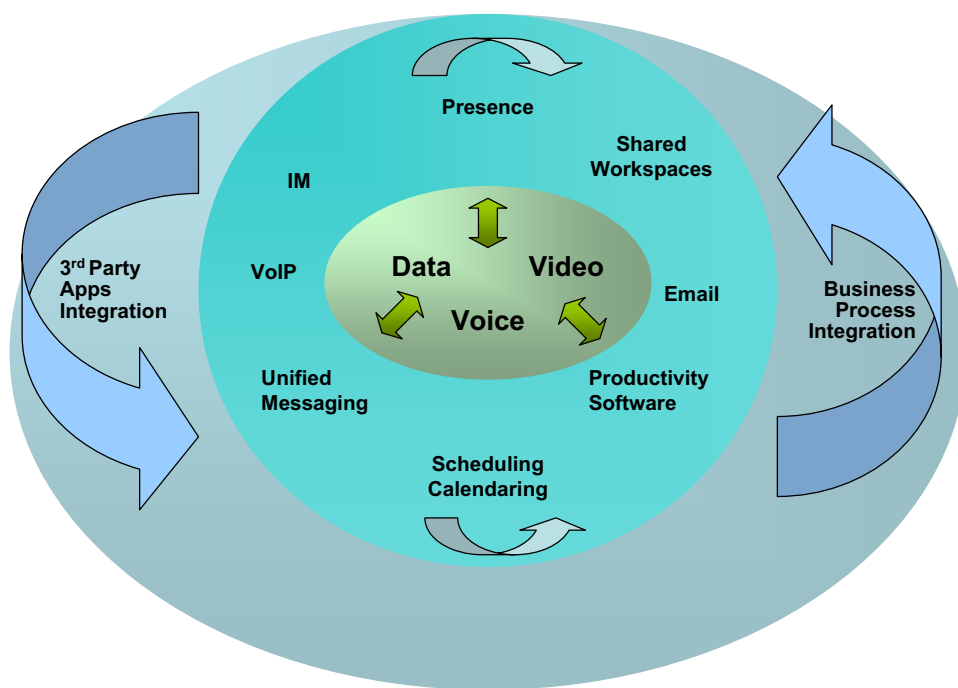 Presence
Shared
Workspaces
IM
Data
Video
VoIP
3rd Party
Apps
Integration
Email
Business
Process
Integration
Voice
Unified
Messaging
Productivity
Software
Scheduling
Calendaring